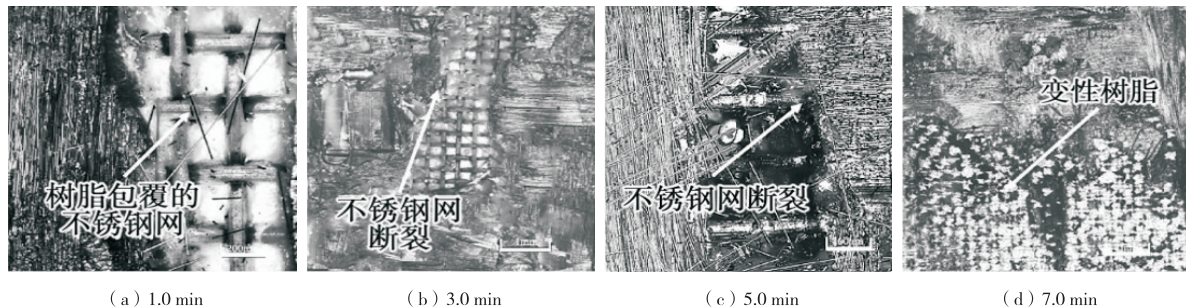 树脂包覆的
不锈钢网
不锈钢网
断裂
不锈钢网断裂
变性树脂
（a）1.0 min
（b）3.0 min
（c）5.0 min
（d）7.0 min